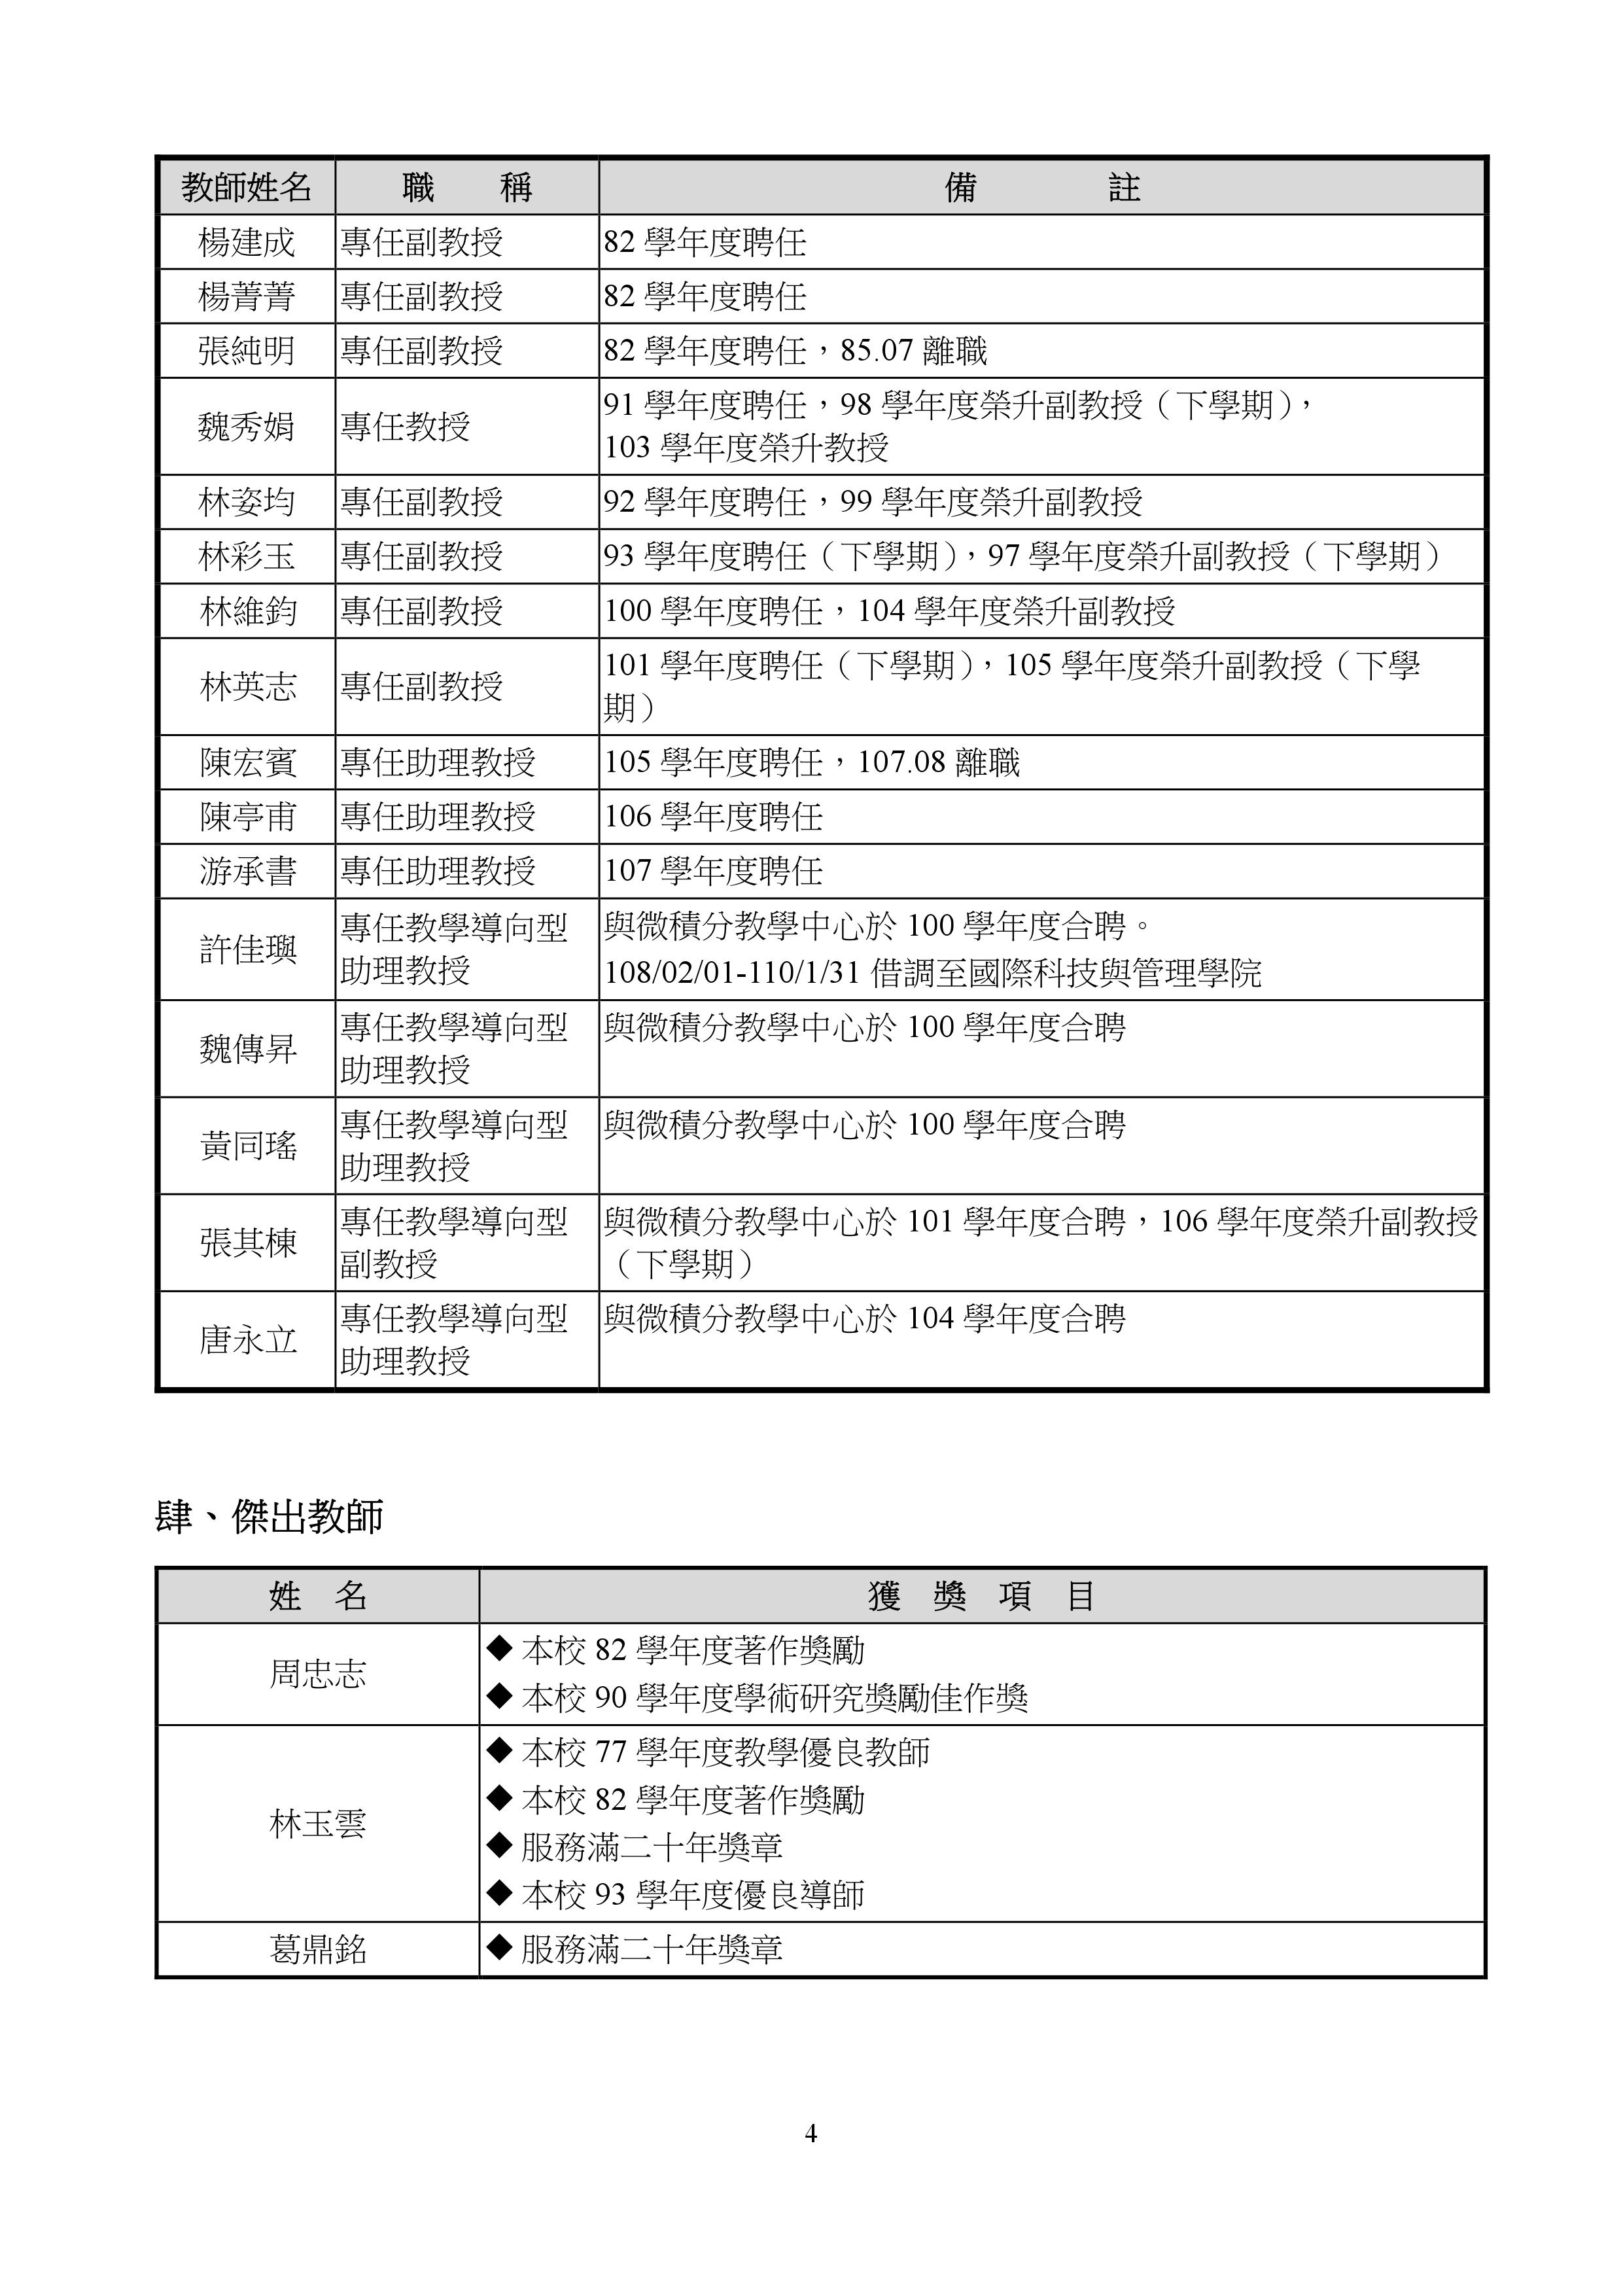 教師姓名 職 稱 備 註
楊建成 專任副教授 82 學年度聘任
楊菁菁 專任副教授 82 學年度聘任
張純明 專任副教授 82 學年度聘任，85.07 離職
魏秀娟 專任教授 91 學年度聘任，98 學年度榮升副教授（下學期），
103 學年度榮升教授
林姿均 專任副教授 92 學年度聘任，99 學年度榮升副教授
林彩玉 專任副教授 93 學年度聘任（下學期），97 學年度榮升副教授（下學期）
林維鈞 專任副教授 100 學年度聘任，104 學年度榮升副教授
林英志 專任副教授 101 學年度聘任（下學期），105 學年度榮升副教授（下學
期）
陳宏賓 專任助理教授 105 學年度聘任，107.08 離職
陳亭甫 專任助理教授 106 學年度聘任
游承書 專任助理教授 107 學年度聘任
許佳璵 專任教學導向型 與微積分教學中心於 100 學年度合聘。
助理教授 108/02/01-110/1/31 借調至國際科技與管理學院
魏傳昇 專任教學導向型 與微積分教學中心於 100 學年度合聘
助理教授
黃同瑤 專任教學導向型 與微積分教學中心於 100 學年度合聘
助理教授
張其棟 專任教學導向型 與微積分教學中心於 101 學年度合聘，106 學年度榮升副教授
副教授 （下學期）
唐永立 專任教學導向型 與微積分教學中心於 104 學年度合聘
助理教授
肆、傑出教師
姓 名 獲 獎 項 目
周忠志 ◆ 本校 82 學年度著作獎勵
◆ 本校 90 學年度學術研究獎勵佳作獎
林玉雲 ◆ 本校 77 學年度教學優良教師
◆ 本校 82 學年度著作獎勵
◆ 服務滿二十年獎章
◆ 本校 93 學年度優良導師
葛鼎銘 ◆ 服務滿二十年獎章
4